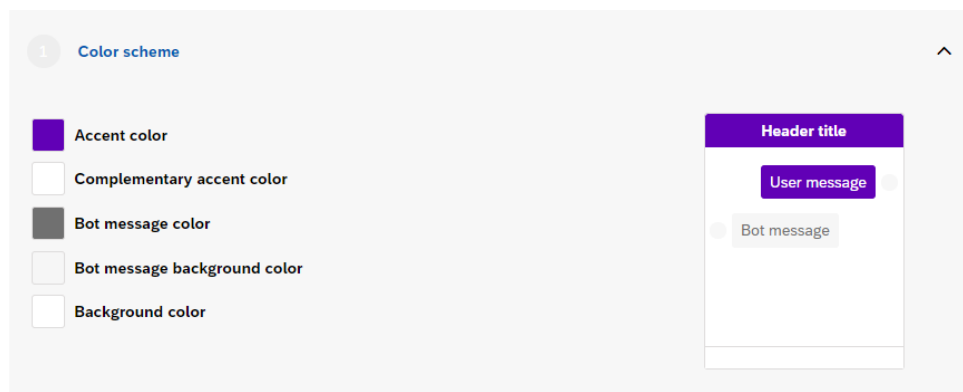 1 Color scheme
Accent color
Complementary accent color
Bot message color
Bot message background color
Background color
Header title
User message
Bot message